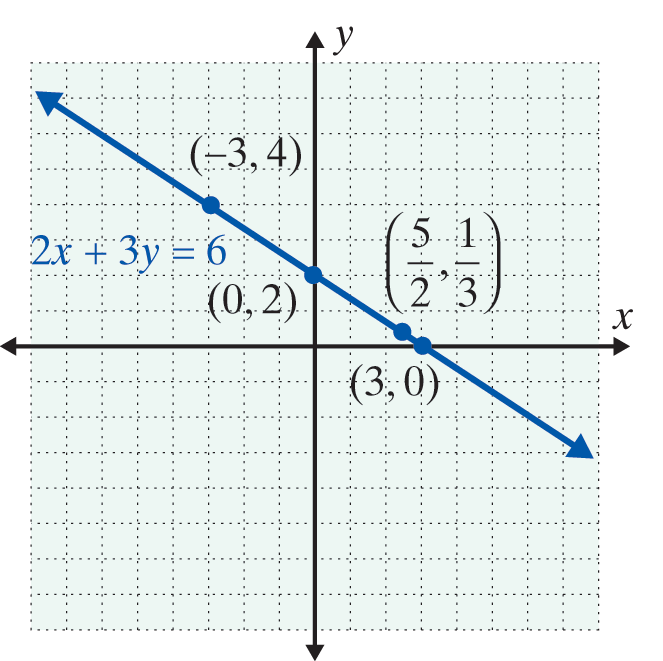 y
(–3, 4)
(5/2, 1/3)
2x + 3y = 6
(0, 2)
x
(3, 0)